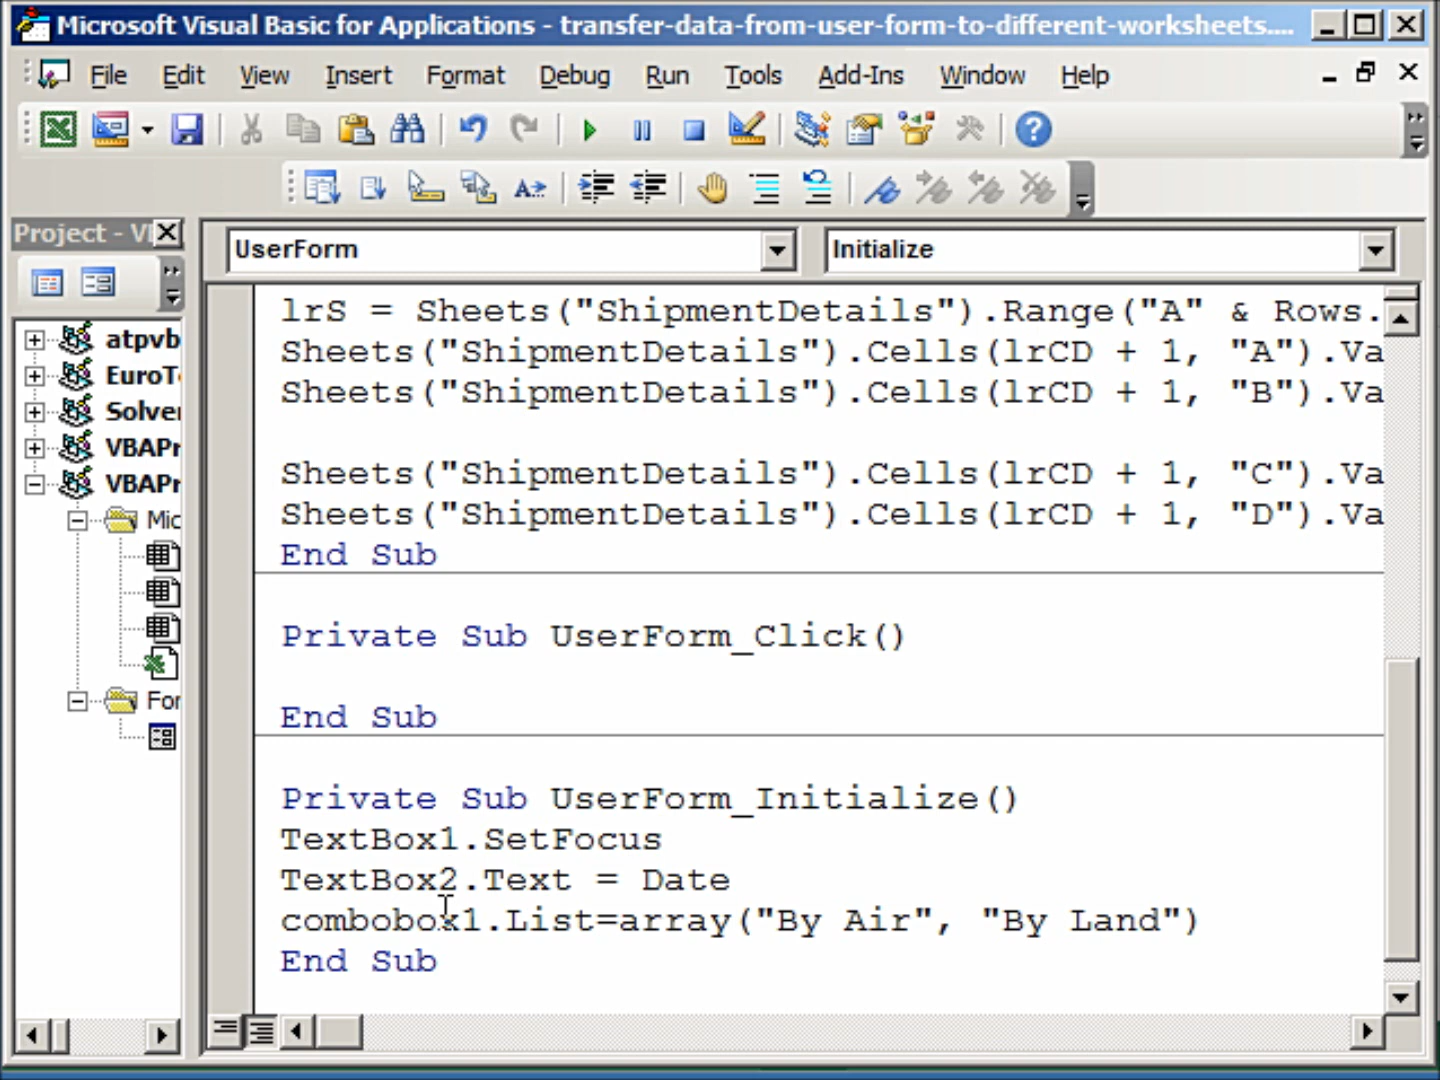 Microsoft Visual Basic for Applications - transfer-data-from-user-form-to-different-worksheets....
File Edit View Insert Format Debug Run Tools Add-Ins Window Help
Project - V
UserForm Initialize
atpvb
EuroT
Solver
VBAPr
VBAPr
Mic
For
lrS = Sheets("ShipmentDetails").Range("A" & Rows.
Sheets("ShipmentDetails").Cells(lrCD + 1, "A").Va
Sheets("ShipmentDetails").Cells(lrCD + 1, "B").Va
Sheets("ShipmentDetails").Cells(lrCD + 1, "C").Va
Sheets("ShipmentDetails").Cells(lrCD + 1, "D").Va
End Sub
Private Sub UserForm_Click()
End Sub
Private Sub UserForm_Initialize()
TextBox1.SetFocus
TextBox2.Text = Date
combobox1.List=array("By Air", "By Land")
End Sub